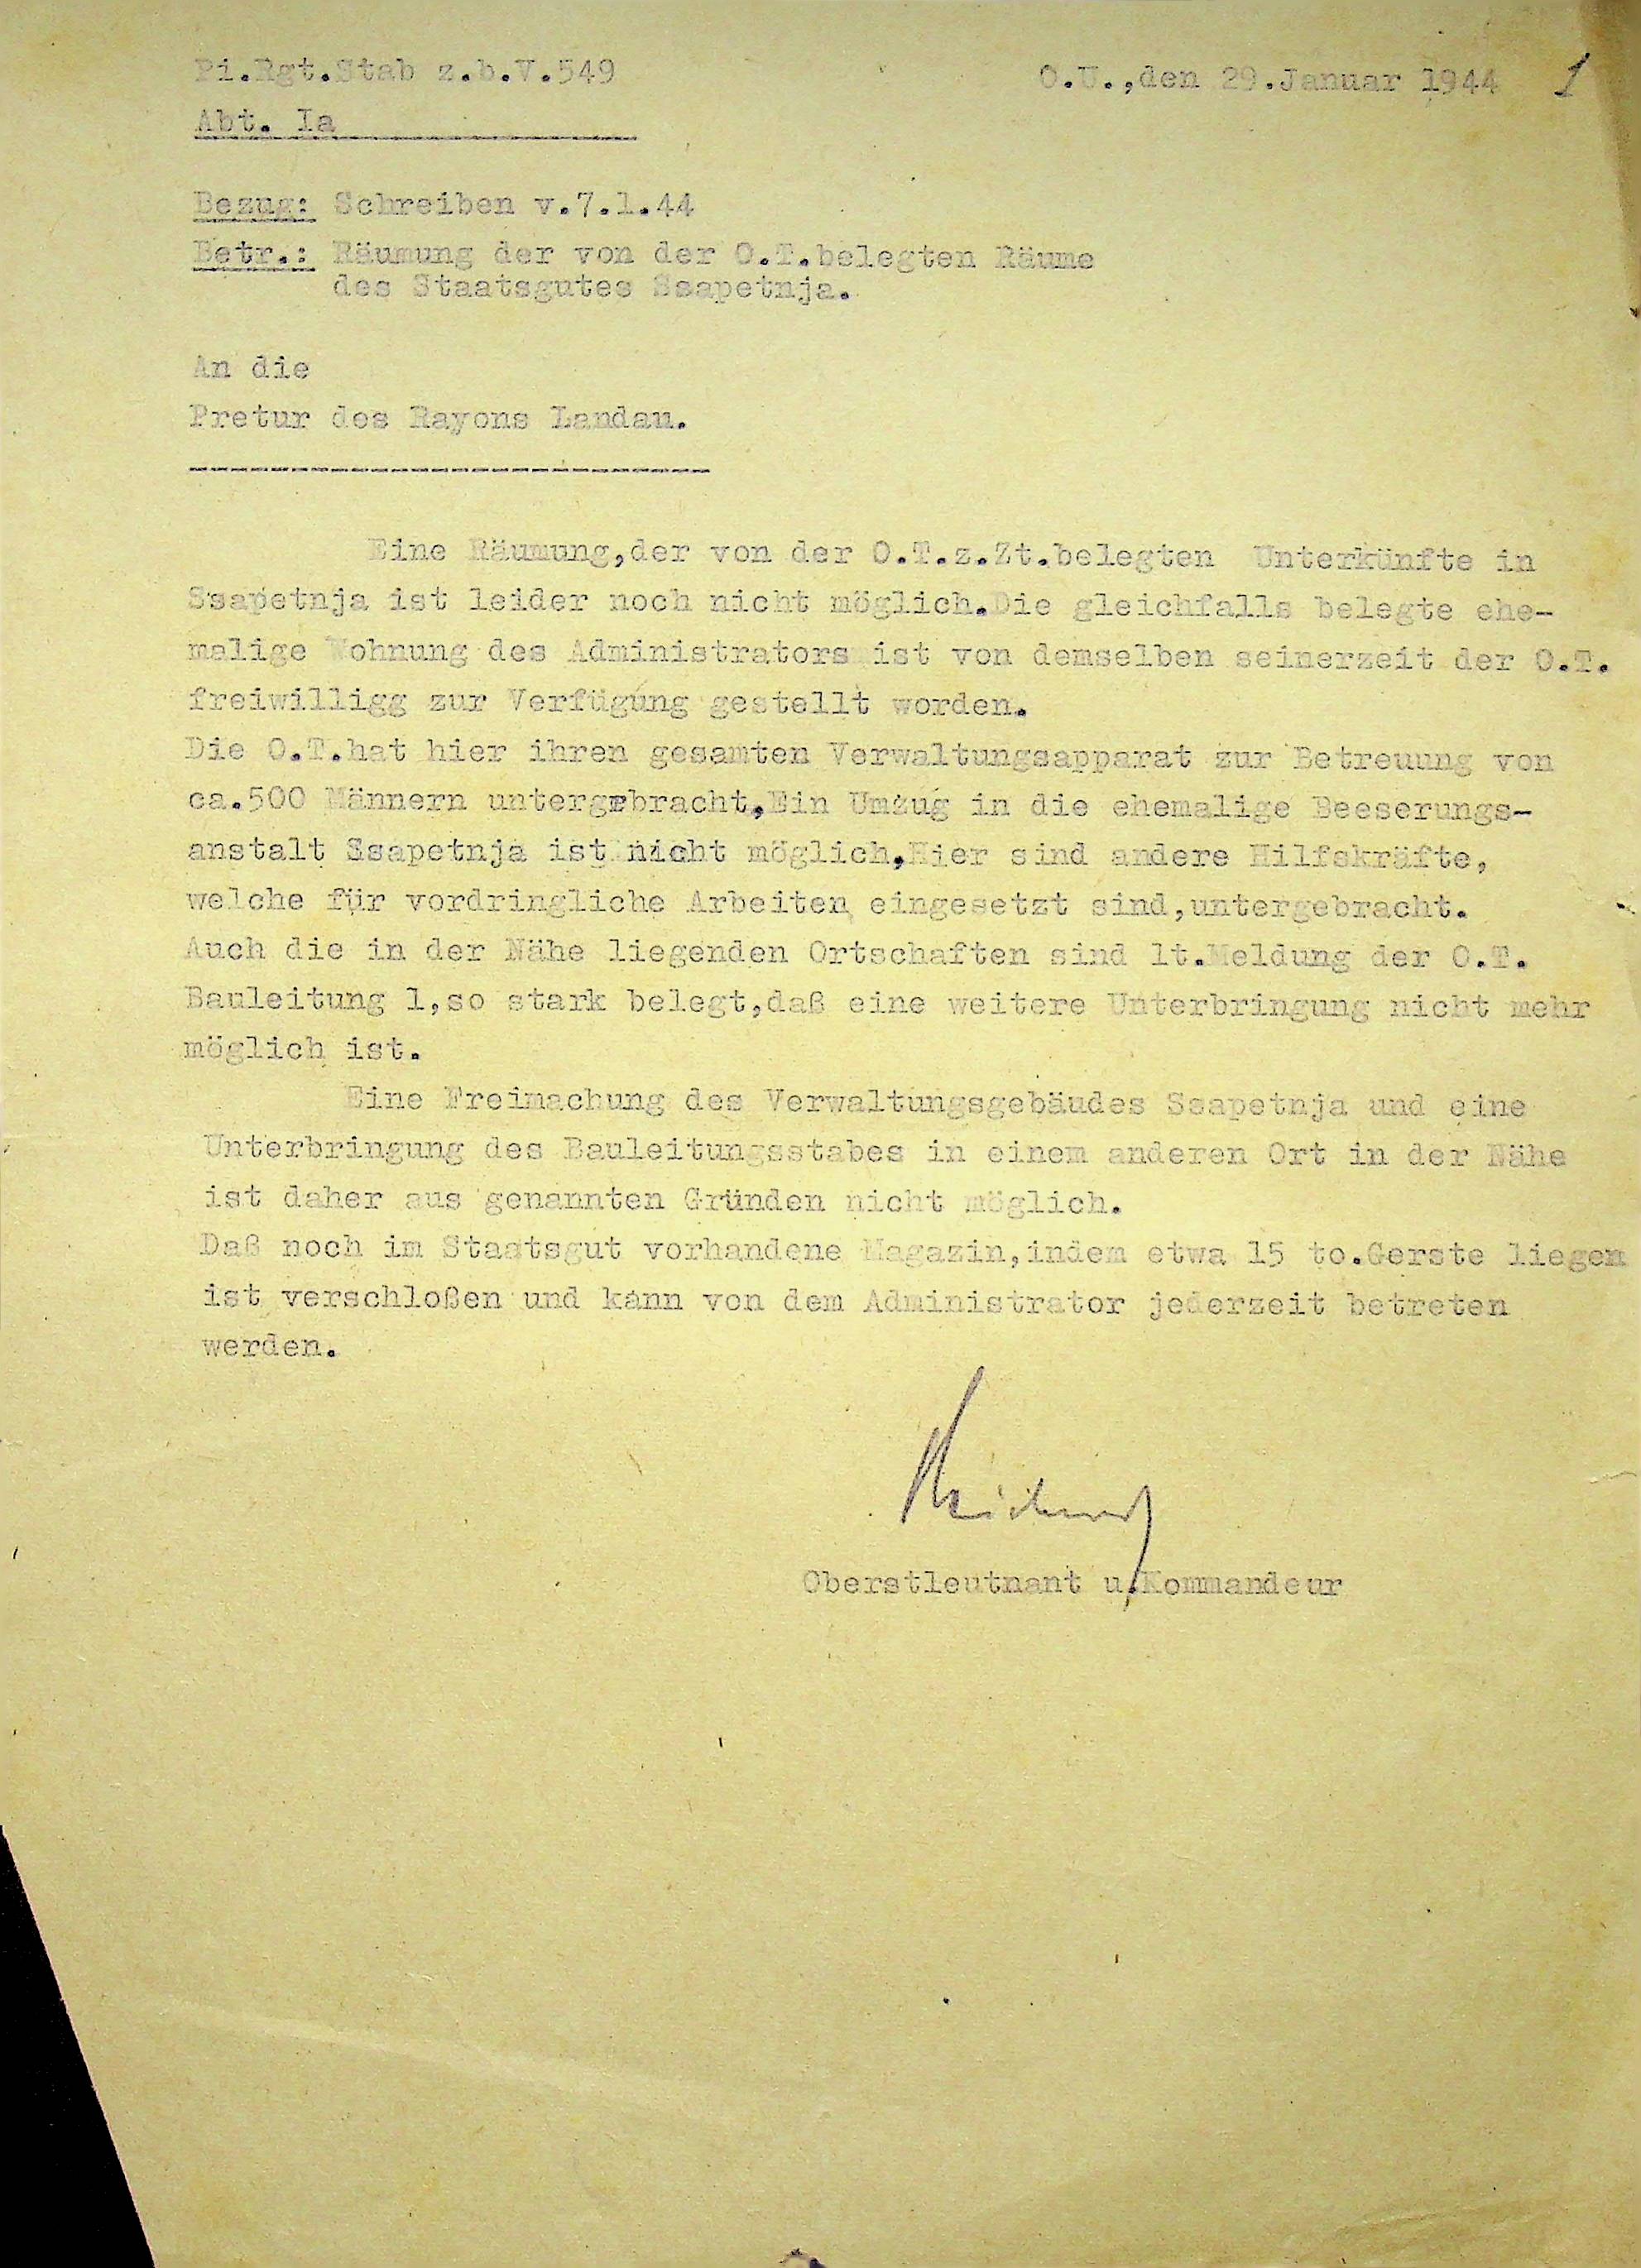 Pi.Rgt.Stab z.b.V.549
O.U.,den 29.Januar 1944 1
Abt. Ia
Bezug: Schreiben v.7.1.44
Betr.: Räumung der von der O.T.belegten Räume
des Staatsgutes Ssapetnja.
An die
Pretur des Rayons Landau.
Eine Räumung,der von der O.T.z.Zt.belegten Unterkünfte in
Ssapetnja ist leider noch nicht möglich.Die gleichfalls belegte ehe-
malige Wohnung des Administrators ist von demselben seinerzeit der O.T.
freiwilligg zur Verfügung gestellt worden.
Die O.T.hat hier ihren gesamten Verwaltungsapparat zur Betreuung von
ca.500 Männern untergebracht,Ein Umzug in die ehemalige Beeserungs-
anstalt Ssapetnja ist nicht möglich,Hier sind andere Hilfskräfte,
welche für vordringliche Arbeiten eingesetzt sind,untergebracht.
Auch die in der Nähe liegenden Ortschaften sind lt.Meldung der O.T.
Bauleitung 1,so stark belegt,daß eine weitere Unterbringung nicht mehr
möglich ist.
Eine Freimachung des Verwaltungsgebäudes Ssapetnja und eine
Unterbringung des Bauleitungsstabes in einem anderen Ort in der Nähe
ist daher aus genannten Gründen nicht möglich.
Daß noch im Staatsgut vorhandene Magazin,indem etwa 15 to.Gerste liegen
ist verschloßen und kann von dem Administrator jederzeit betreten
werden.
Oberstleutnant u.Kommandeur